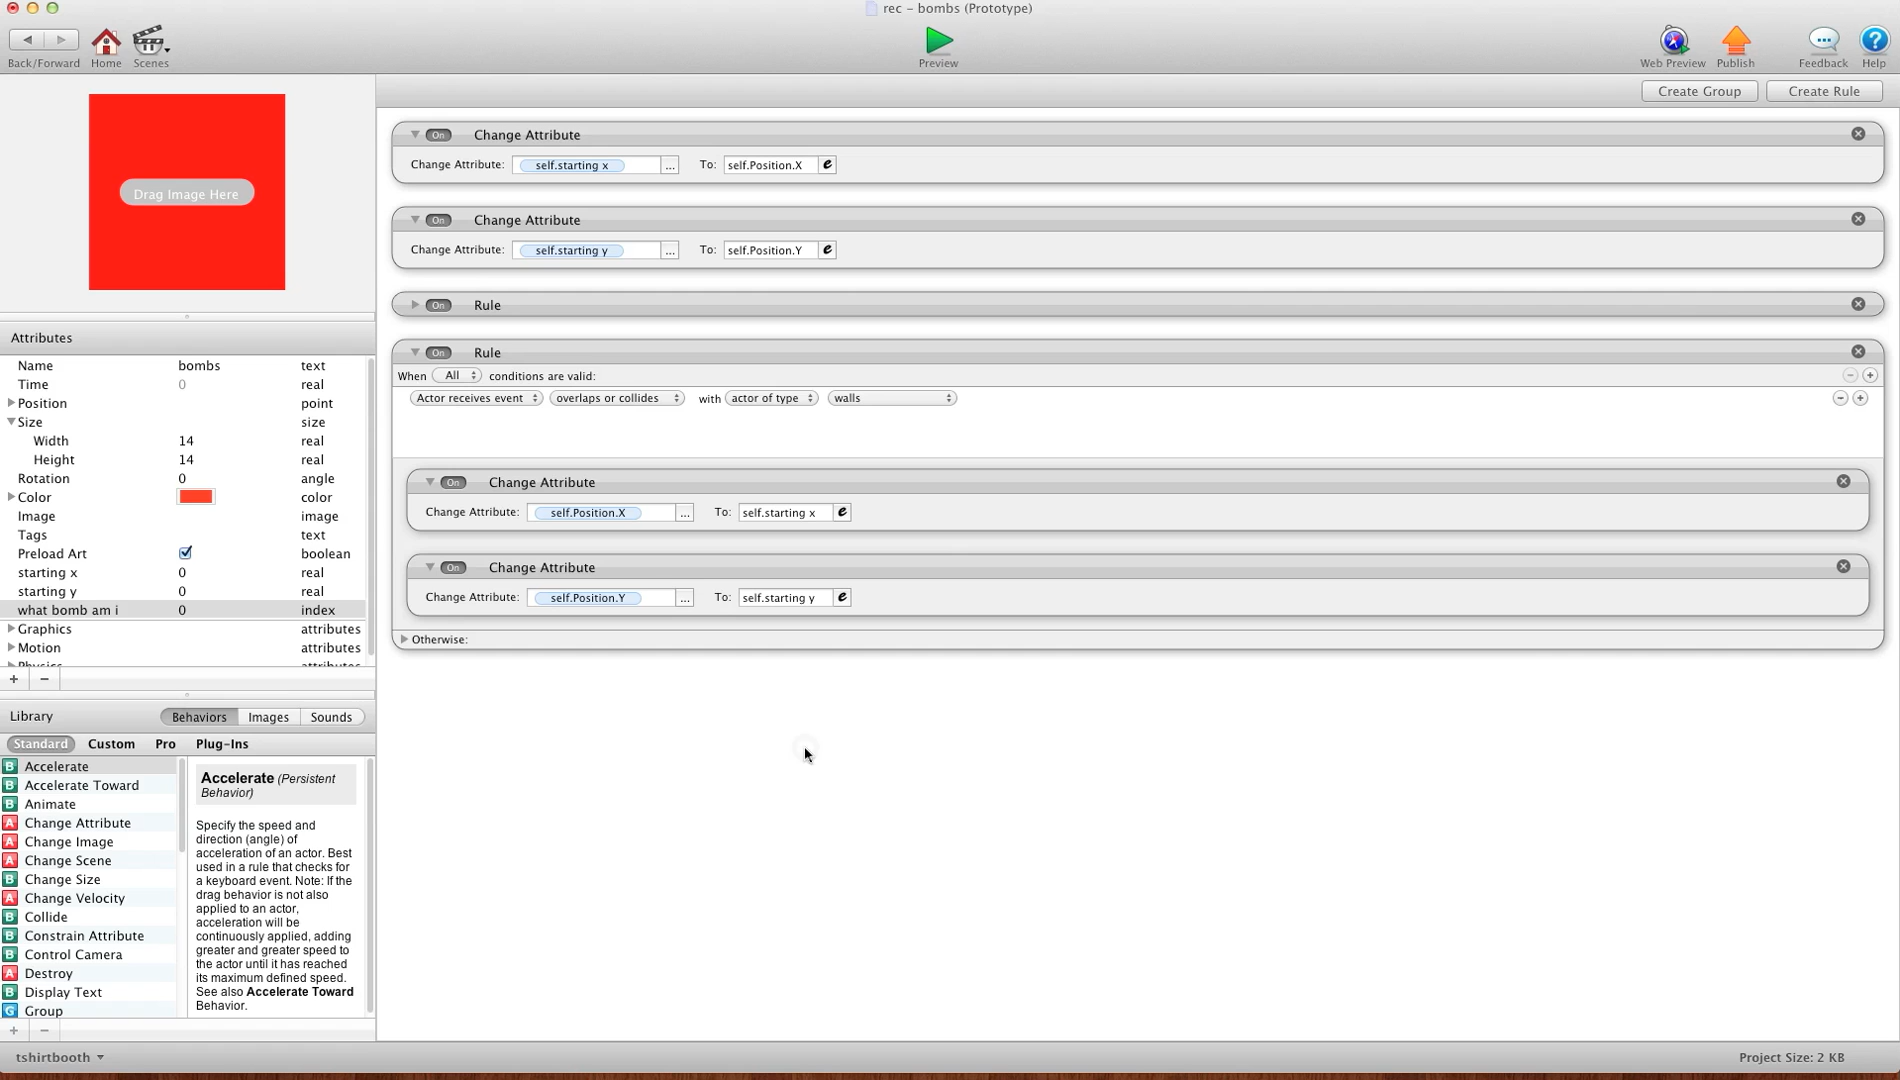 rec – bombs (Prototype)
Back/Forward Home Scenes Preview Web Preview Publish Feedback Help
Create Group Create Rule
Drag Image Here
On Change Attribute
Change Attribute: self.starting x ... To: self.Position.X e
On Change Attribute
Change Attribute: self.starting y ... To: self.Position.Y e
On Rule
On Rule
When All conditions are valid:
Actor receives event overlaps or collides with actor of type walls
On Change Attribute
Change Attribute: self.Position.X ... To: self.starting x e
On Change Attribute
Change Attribute: self.Position.Y ... To: self.starting y e
Otherwise:
Attributes
Name bombs text
Time 0 real
Position point
Size size
Width 14 real
Height 14 real
Rotation 0 angle
Color color
Image image
Tags text
Preload Art boolean
starting x 0 real
starting y 0 real
what bomb am i 0 index
Graphics attributes
Motion attributes
Physics attributes
+ −
Library Behaviors Images Sounds
Standard Custom Pro Plug-Ins
B Accelerate
B Accelerate Toward
B Animate
A Change Attribute
A Change Image
A Change Scene
B Change Size
A Change Velocity
B Collide
B Constrain Attribute
B Control Camera
A Destroy
B Display Text
G Group
Accelerate (Persistent
Behavior)
Specify the speed and
direction (angle) of
acceleration of an actor. Best
used in a rule that checks for
a keyboard event. Note: If the
drag behavior is not also
applied to an actor,
acceleration will be
continuously applied, adding
greater and greater speed to
the actor until it has reached
its maximum defined speed.
See also Accelerate Toward
Behavior.
+ −
tshirtbooth
Project Size: 2 KB